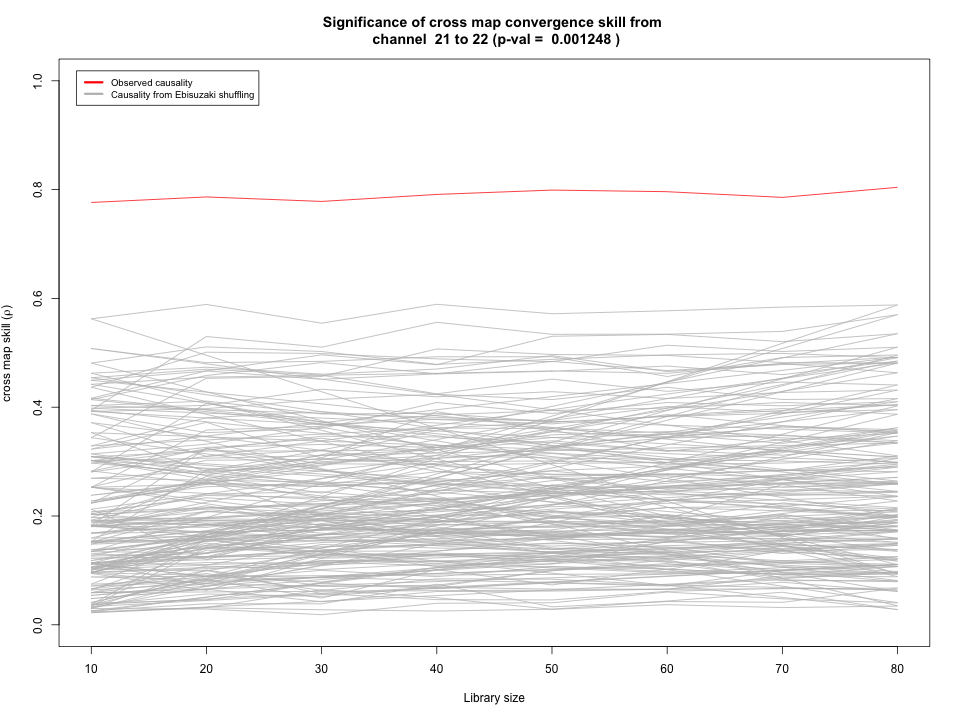 Significance of cross map convergence skill from
channel  21 to 22 (p-val =  0.001248 )
Observed causality
Causality from Ebisuzaki shuffling
cross map skill (ρ)
1.0
0.8
0.6
0.4
0.2
0.0
10 20 30 40 50 60 70 80
Library size